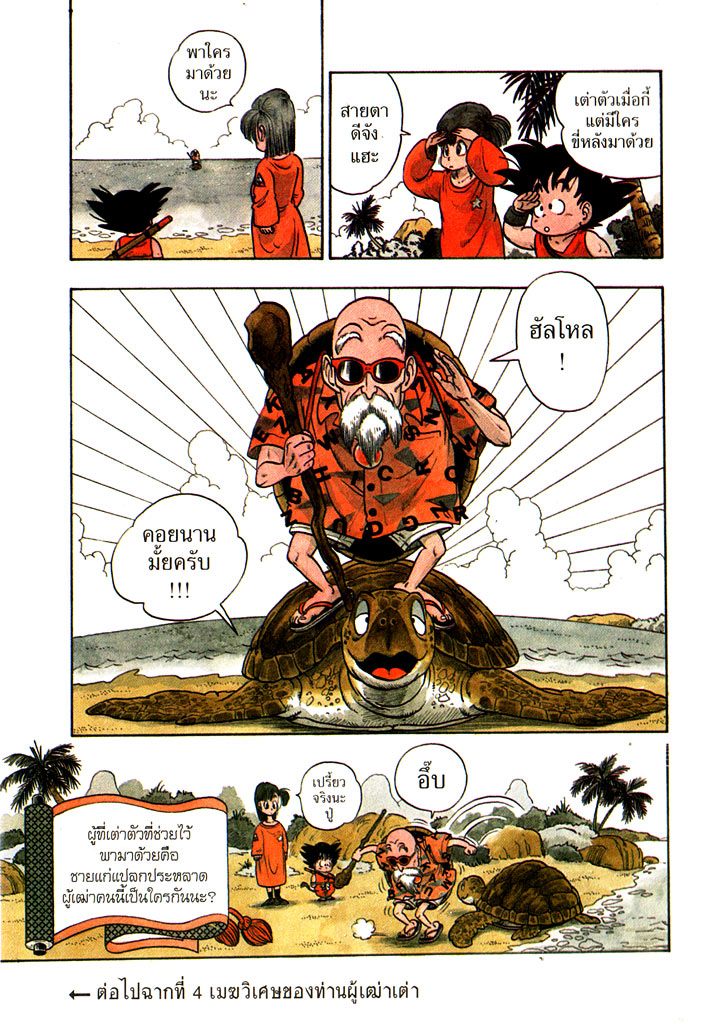 พาใคร
มาด้วย
นะ
เต่าตัวเมื่อกี้
แต่มีใคร
ขี่หลังมาด้วย
สายตา
ดีจัง
แฮะ
ฮัลโหล
!
คอยนาน
มั้ยครับ
!!!
อึ๊บ
เปรี้ยว
จริงนะ
ปู่
ผู้ที่เต่าตัวที่ช่วยไว้
พามาด้วยคือ
ชายแก่แปลกประหลาด
ผู้เฒ่าคนนี้เป็นใครกันนะ?
← ต่อไปฉากที่ 4 เมฆวิเศษของท่านผู้เฒ่าเต่า